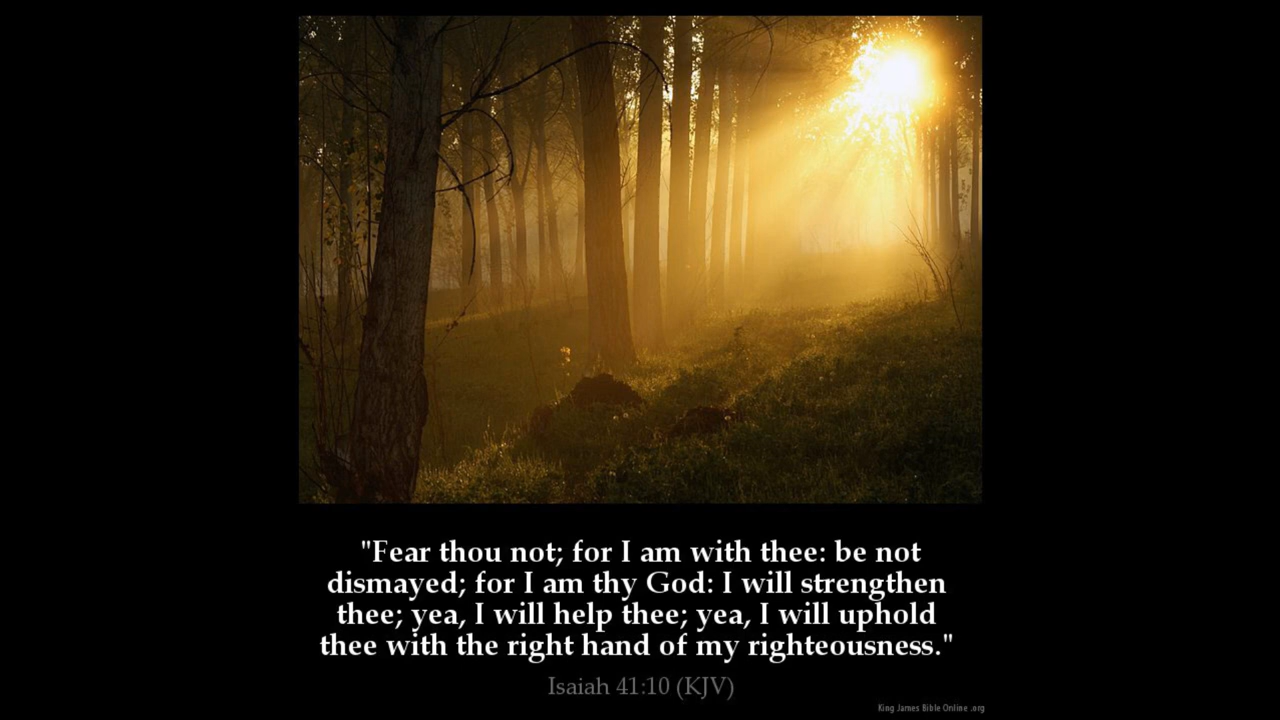 "Fear thou not; for I am with thee: be not
dismayed; for I am thy God: I will strengthen
thee; yea, I will help thee; yea, I will uphold
thee with the right hand of my righteousness."
Isaiah 41:10 (KJV)
King James Bible Online .org